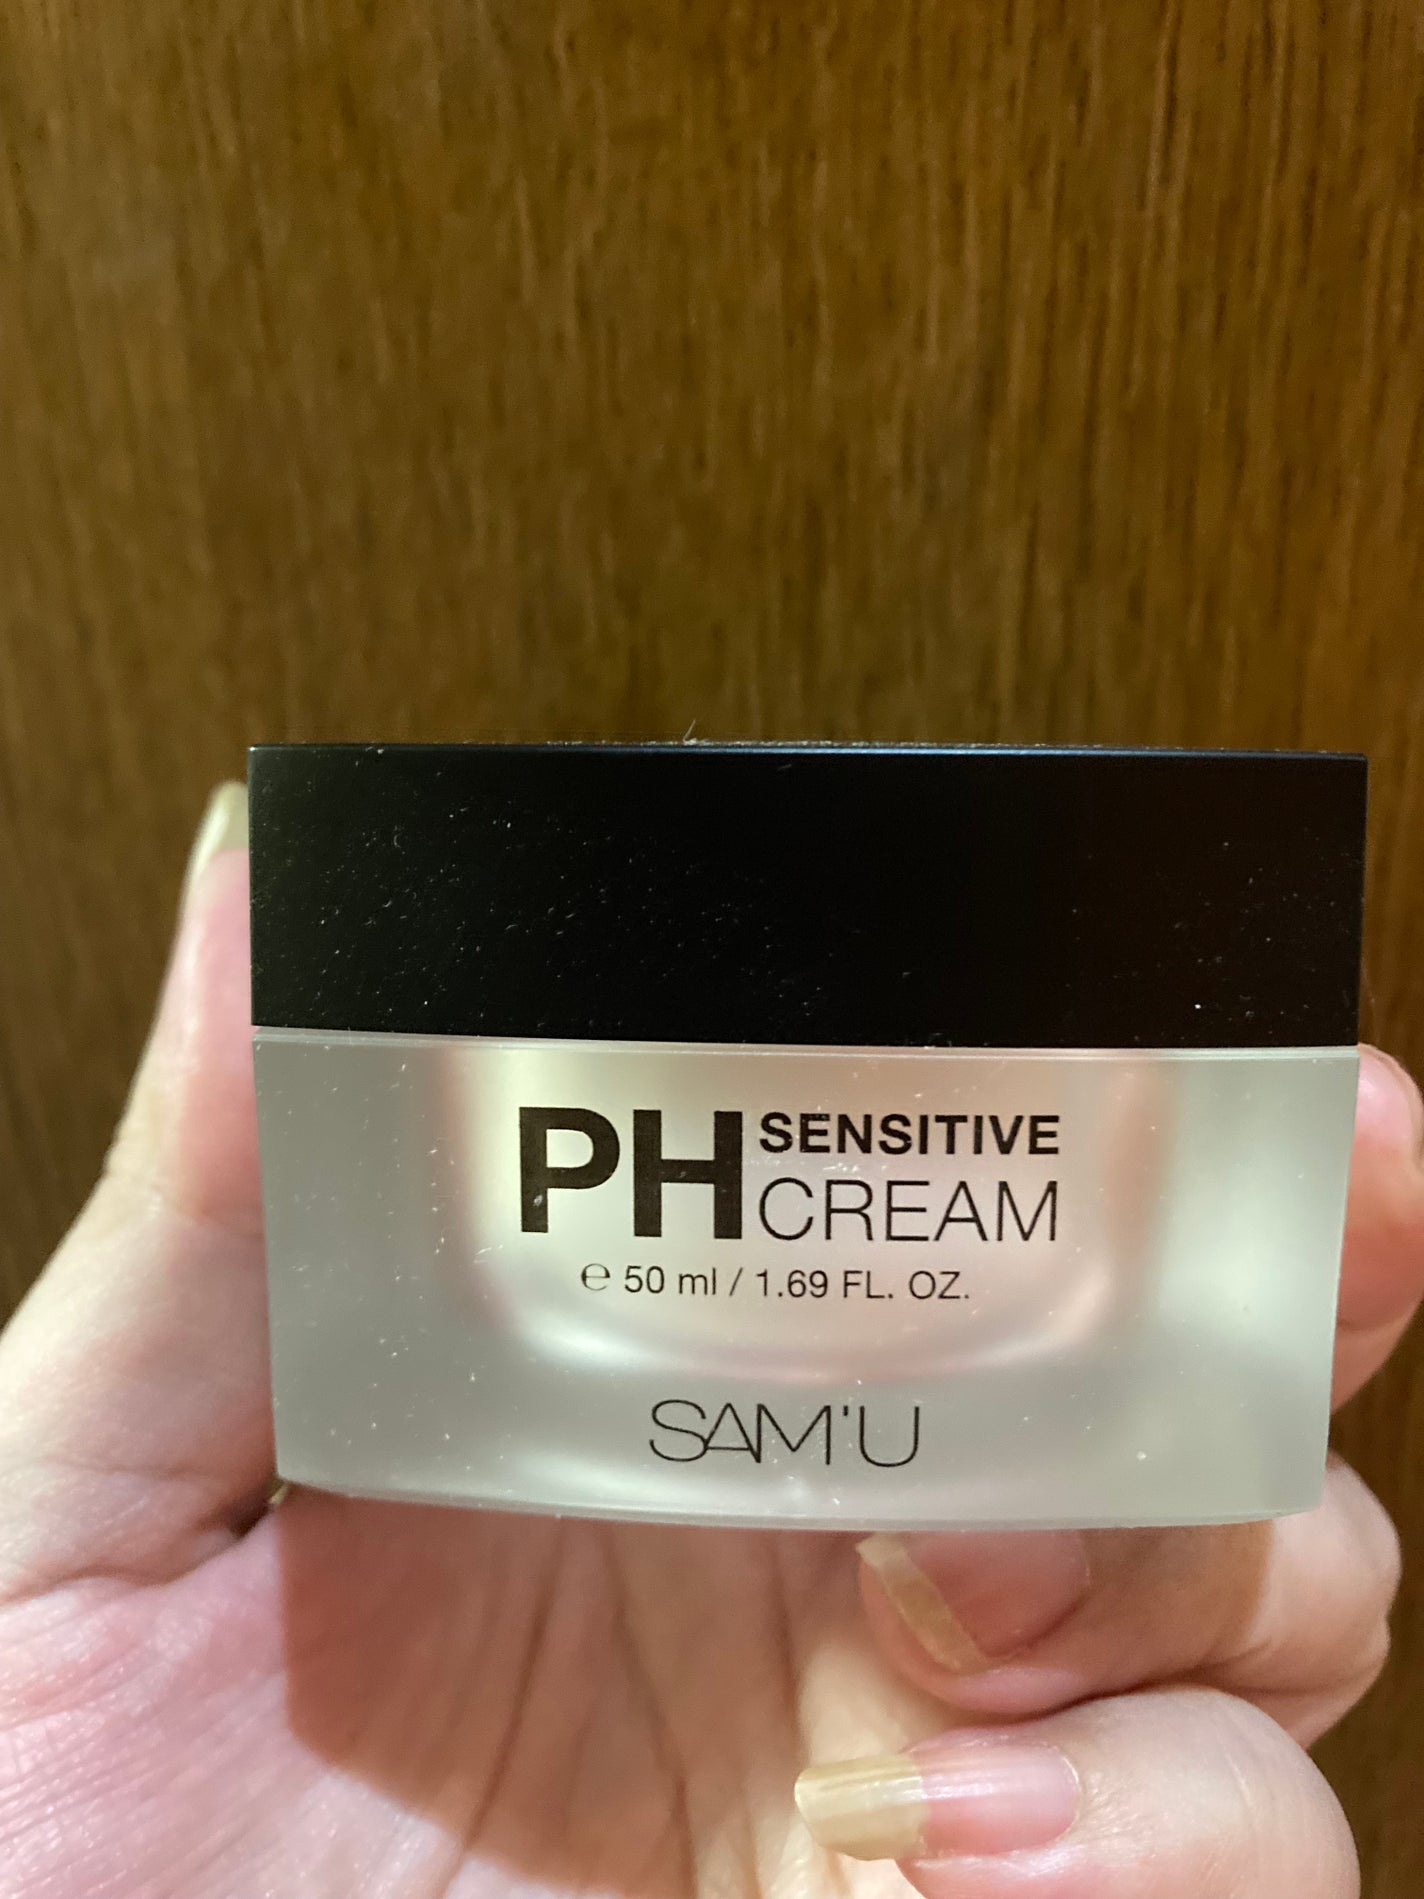 PH SENSITIVE
CREAM
℮ 50 ml / 1.69 FL. OZ.
SAM'U